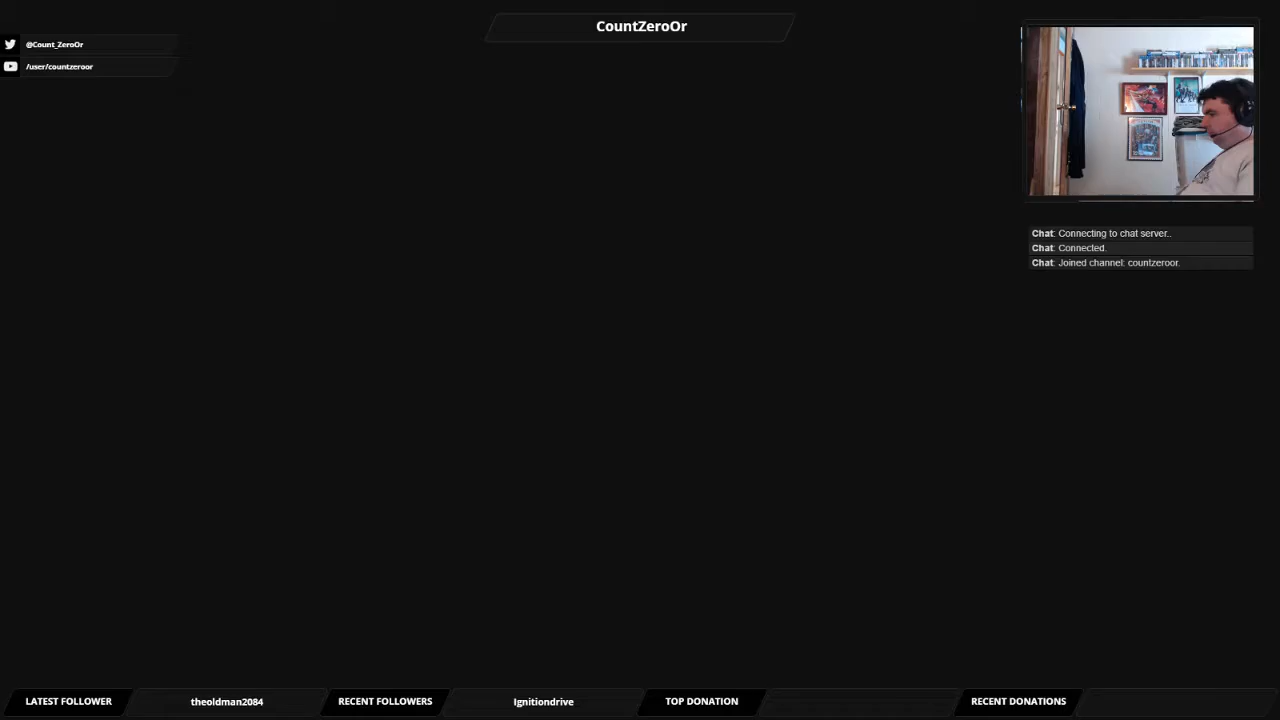 CountZeroOr
@Count_ZeroOr
/user/countzeroor
Chat: Connecting to chat server..
Chat: Connected.
Chat: Joined channel: countzeroor.
LATEST FOLLOWER theoldman2084 RECENT FOLLOWERS Ignitiondrive TOP DONATION RECENT DONATIONS